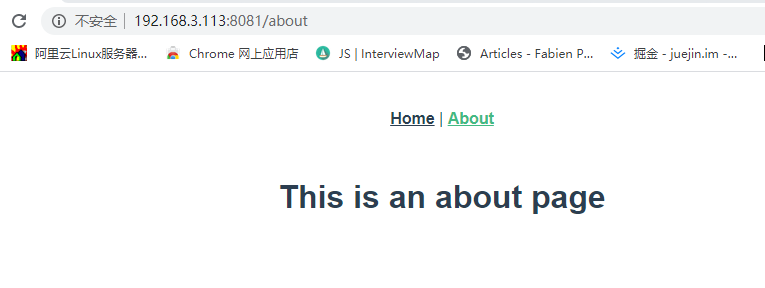 不安全 | 192.168.3.113:8081/about
阿里云Linux服务器... Chrome 网上应用店 JS | InterviewMap Articles - Fabien P... 掘金 - juejin.im -...
Home | About
This is an about page